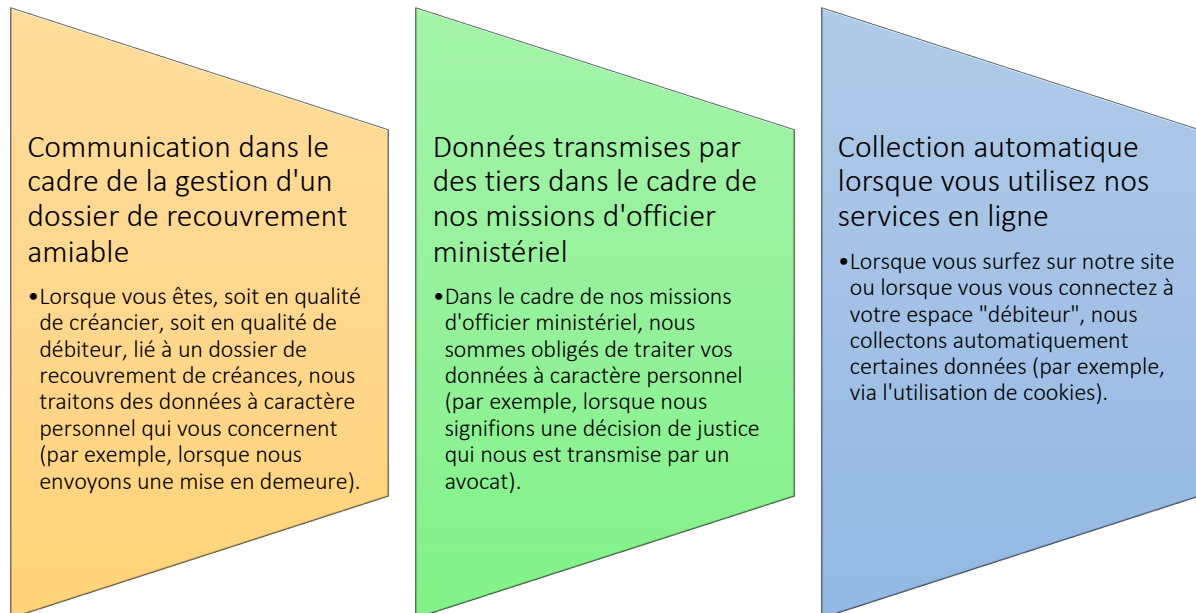 Communication dans le
cadre de la gestion d'un
dossier de recouvrement
amiable
•Lorsque vous êtes, soit en qualité
de créancier, soit en qualité de
débiteur, lié à un dossier de
recouvrement de créances, nous
traitons des données à caractère
personnel qui vous concernent
(par exemple, lorsque nous
envoyons une mise en demeure).
Données transmises par
des tiers dans le cadre de
nos missions d'officier
ministériel
•Dans le cadre de nos missions
d'officier ministériel, nous
sommes obligés de traiter vos
données à caractère personnel
(par exemple, lorsque nous
signifions une décision de justice
qui nous est transmise par un
avocat).
Collection automatique
lorsque vous utilisez nos
services en ligne
•Lorsque vous surfez sur notre site
ou lorsque vous vous connectez à
votre espace "débiteur", nous
collectons automatiquement
certaines données (par exemple,
via l'utilisation de cookies).